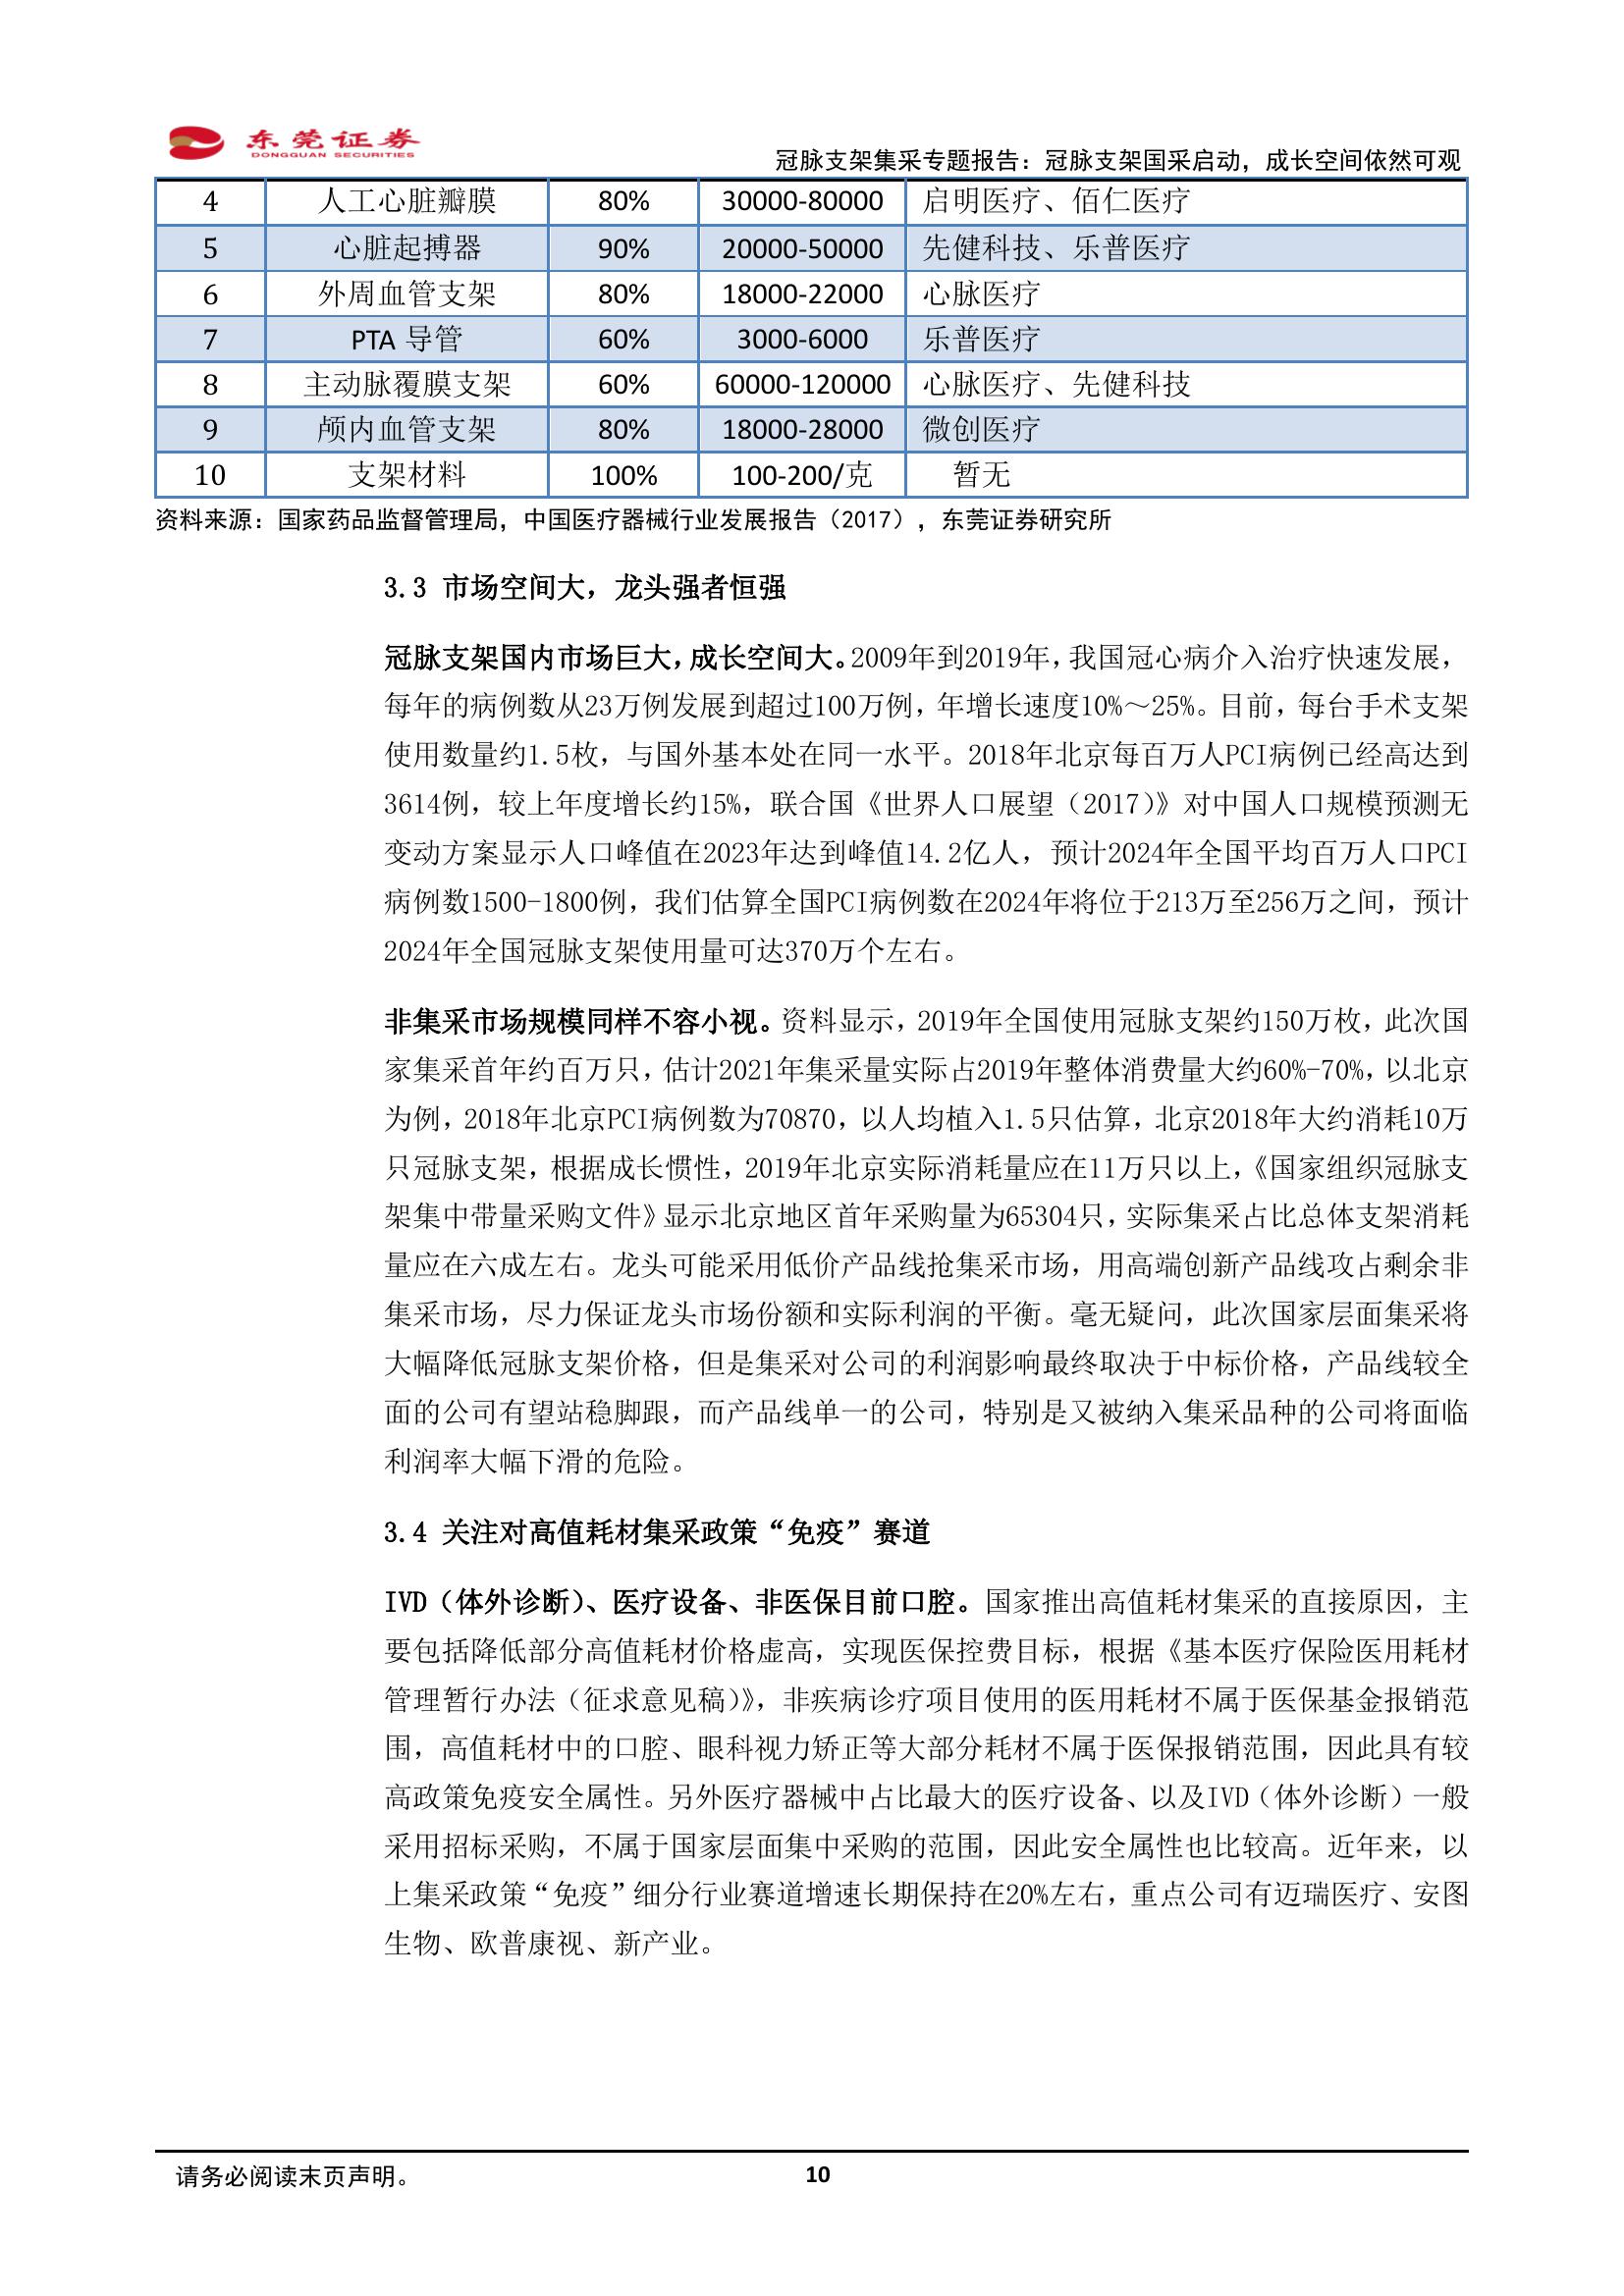 东莞证券
DONGGUAN SECURITIES
冠脉支架集采专题报告：冠脉支架国采启动，成长空间依然可观
4 人工心脏瓣膜 80% 30000-80000 启明医疗、佰仁医疗
5 心脏起搏器 90% 20000-50000 先健科技、乐普医疗
6 外周血管支架 80% 18000-22000 心脉医疗
7 PTA 导管 60% 3000-6000 乐普医疗
8 主动脉覆膜支架 60% 60000-120000 心脉医疗、先健科技
9 颅内血管支架 80% 18000-28000 微创医疗
10 支架材料 100% 100-200/克 暂无
资料来源：国家药品监督管理局，中国医疗器械行业发展报告（2017），东莞证券研究所
3.3 市场空间大，龙头强者恒强
冠脉支架国内市场巨大，成长空间大。2009年到2019年，我国冠心病介入治疗快速发展，
每年的病例数从23万例发展到超过100万例，年增长速度10%～25%。目前，每台手术支架
使用数量约1.5枚，与国外基本处在同一水平。2018年北京每百万人PCI病例已经高达到
3614例，较上年度增长约15%，联合国《世界人口展望（2017）》对中国人口规模预测无
变动方案显示人口峰值在2023年达到峰值14.2亿人，预计2024年全国平均百万人口PCI
病例数1500-1800例，我们估算全国PCI病例数在2024年将位于213万至256万之间，预计
2024年全国冠脉支架使用量可达370万个左右。
非集采市场规模同样不容小视。资料显示，2019年全国使用冠脉支架约150万枚，此次国
家集采首年约百万只，估计2021年集采量实际占2019年整体消费量大约60%-70%，以北京
为例，2018年北京PCI病例数为70870，以人均植入1.5只估算，北京2018年大约消耗10万
只冠脉支架，根据成长惯性，2019年北京实际消耗量应在11万只以上，《国家组织冠脉支
架集中带量采购文件》显示北京地区首年采购量为65304只，实际集采占比总体支架消耗
量应在六成左右。龙头可能采用低价产品线抢集采市场，用高端创新产品线攻占剩余非
集采市场，尽力保证龙头市场份额和实际利润的平衡。毫无疑问，此次国家层面集采将
大幅降低冠脉支架价格，但是集采对公司的利润影响最终取决于中标价格，产品线较全
面的公司有望站稳脚跟，而产品线单一的公司，特别是又被纳入集采品种的公司将面临
利润率大幅下滑的危险。
3.4 关注对高值耗材集采政策“免疫”赛道
IVD（体外诊断）、医疗设备、非医保目前口腔。国家推出高值耗材集采的直接原因，主
要包括降低部分高值耗材价格虚高，实现医保控费目标，根据《基本医疗保险医用耗材
管理暂行办法（征求意见稿）》，非疾病诊疗项目使用的医用耗材不属于医保基金报销范
围，高值耗材中的口腔、眼科视力矫正等大部分耗材不属于医保报销范围，因此具有较
高政策免疫安全属性。另外医疗器械中占比最大的医疗设备、以及IVD（体外诊断）一般
采用招标采购，不属于国家层面集中采购的范围，因此安全属性也比较高。近年来，以
上集采政策“免疫”细分行业赛道增速长期保持在20%左右，重点公司有迈瑞医疗、安图
生物、欧普康视、新产业。
请务必阅读末页声明。 10